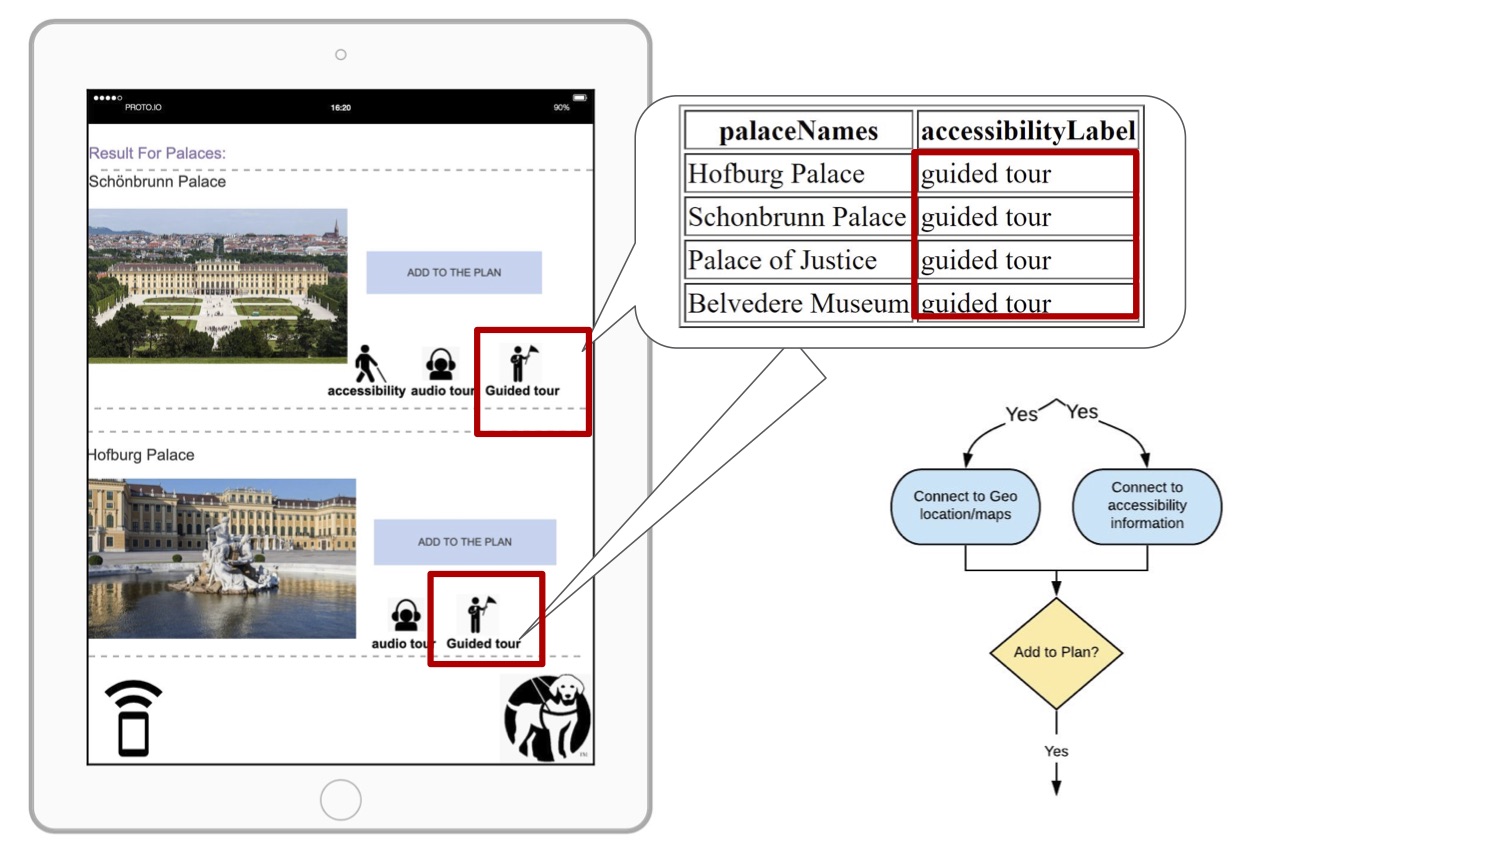 PROTO.IO
16:20
90%
Result For Palaces:
Schönbrunn Palace
ADD TO THE PLAN
accessibility audio tour Guided tour
Hofburg Palace
ADD TO THE PLAN
audio tour Guided tour
palaceNames accessibilityLabel
Hofburg Palace guided tour
Schonbrunn Palace guided tour
Palace of Justice guided tour
Belvedere Museum guided tour
Yes Yes
Connect to Geo
location/maps
Connect to
accessibility
information
Add to Plan?
Yes